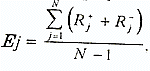 Ej = \frac{\sum_{j=1}^{N} (R_j^+ + R_j^-)}{N-1}.